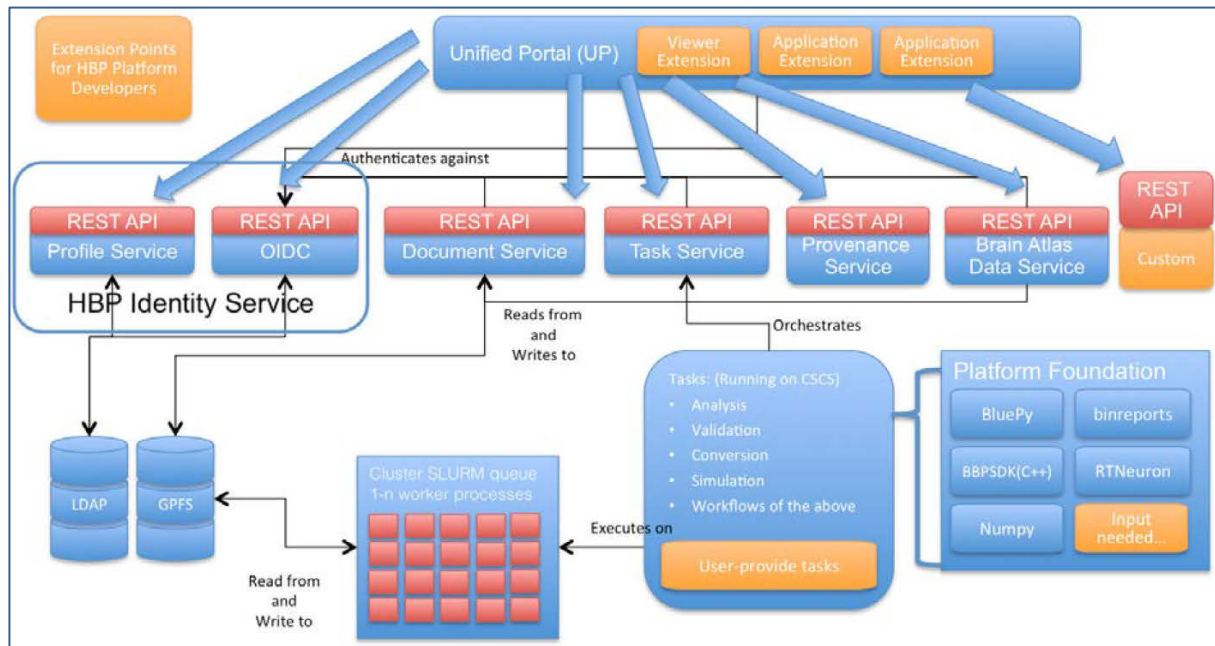 Extension Points
for HBP Platform
Developers
Unified Portal (UP)
Viewer
Extension
Application
Extension
Application
Extension
Authenticates against
REST API
Profile Service
REST API
OIDC
HBP Identity Service
REST API
Document Service
REST API
Task Service
REST API
Provenance
Service
REST API
Brain Atlas
Data Service
REST
API
Custom
Reads from
and
Writes to
Orchestrates
LDAP
GPFS
Cluster SLURM queue
1-n worker processes
Read from
and
Write to
Executes on
Tasks: (Running on CSCS)
• Analysis
• Validation
• Conversion
• Simulation
• Workflows of the above
User-provide tasks
Platform Foundation
BluePy
binreports
BBPSDK(C++)
RTNeuron
Numpy
Input
needed...